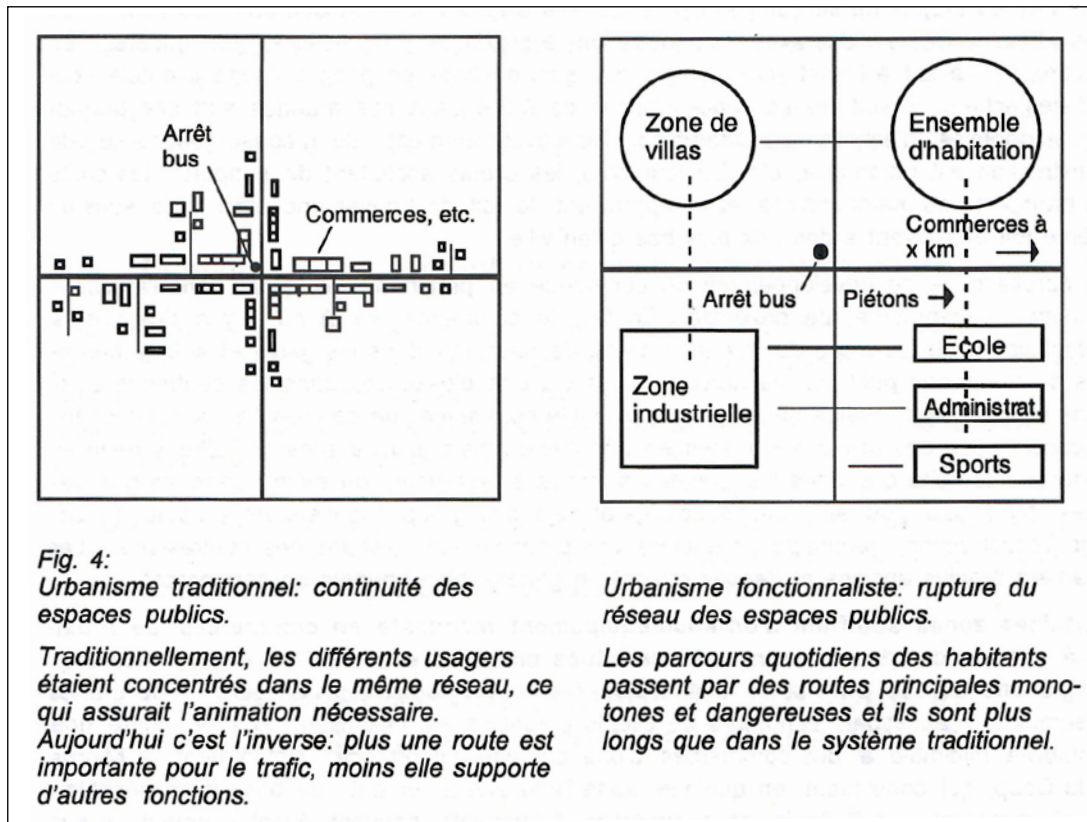 Arrêt
bus
Commerces, etc.
Zone de
villas
Ensemble
d'habitation
Commerces à
x km
Arrêt bus
Piétons
Zone
industrielle
Ecole
Administrat.
Sports
Fig. 4:
Urbanisme traditionnel: continuité des
espaces publics.
Traditionnellement, les différents usagers
étaient concentrés dans le même réseau, ce
qui assurait l'animation nécessaire.
Aujourd'hui c'est l'inverse: plus une route est
importante pour le trafic, moins elle supporte
d'autres fonctions.
Urbanisme fonctionnaliste: rupture du
réseau des espaces publics.
Les parcours quotidiens des habitants
passent par des routes principales mono-
tones et dangereuses et ils sont plus
longs que dans le système traditionnel.